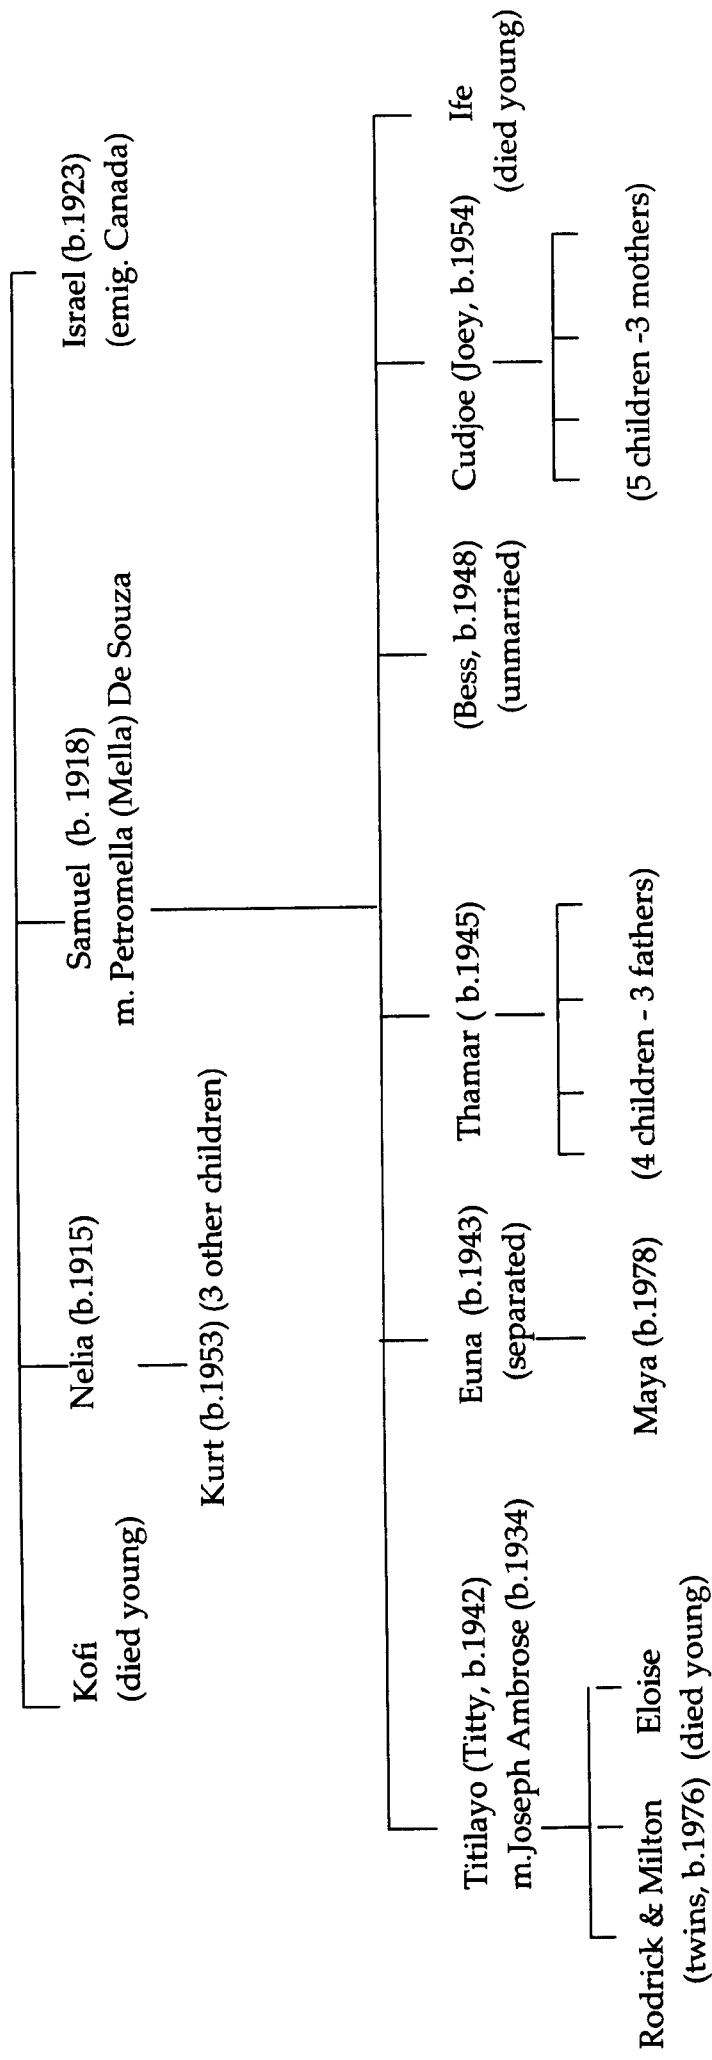 Kofi
(died young)
Nelia (b.1915)
Kurt (b.1953) (3 other children)
Samuel (b. 1918)
m. Petromella (Mella) De Souza
Israel (b.1923)
(emig. Canada)
Titilayo (Titty, b.1942)
m.Joseph Ambrose (b.1934)
Euna (b.1943)
(separated)
Thamar ( b.1945)
(Bess, b.1948)
(unmarried)
Cudjoe (Joey, b.1954)
Ife
(died young)
Rodrick & Milton
(twins, b.1976)
Eloise
(died young)
Maya (b.1978)
(4 children - 3 fathers)
(5 children -3 mothers)